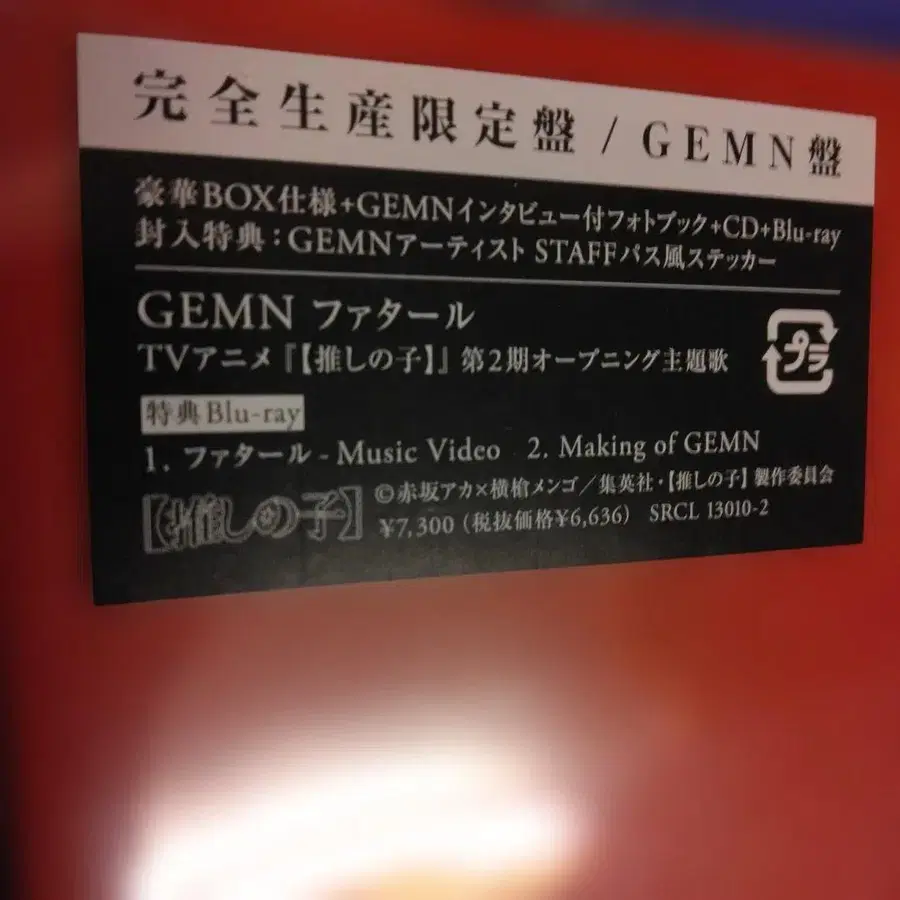 完全生産限定盤 / GEMN盤
豪華BOX仕様+GEMNインタビュー付フォトブック+CD+Blu-ray
封入特典：GEMNアーティスト STAFFパス風ステッカー
GEMN ファタール
TVアニメ『【推しの子】』第2期オープニング主題歌
プラ
特典Blu-ray
1. ファタール - Music Video 2. Making of GEMN
【推しの子】
©赤坂アカ×横槍メンゴ／集英社・【推しの子】製作委員会
¥7,300（税抜価格¥6,636） SRCL 13010-2